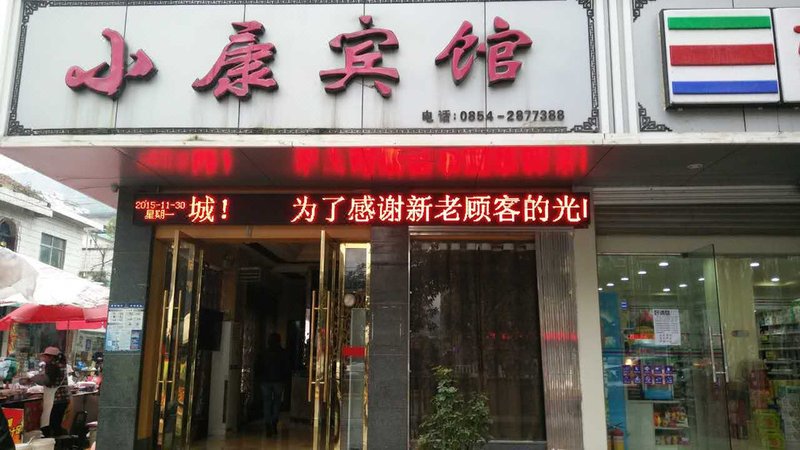 小康宾馆
电话:0854-2877388
2015-11-30
星期一
城! 为了感谢新老顾客的光